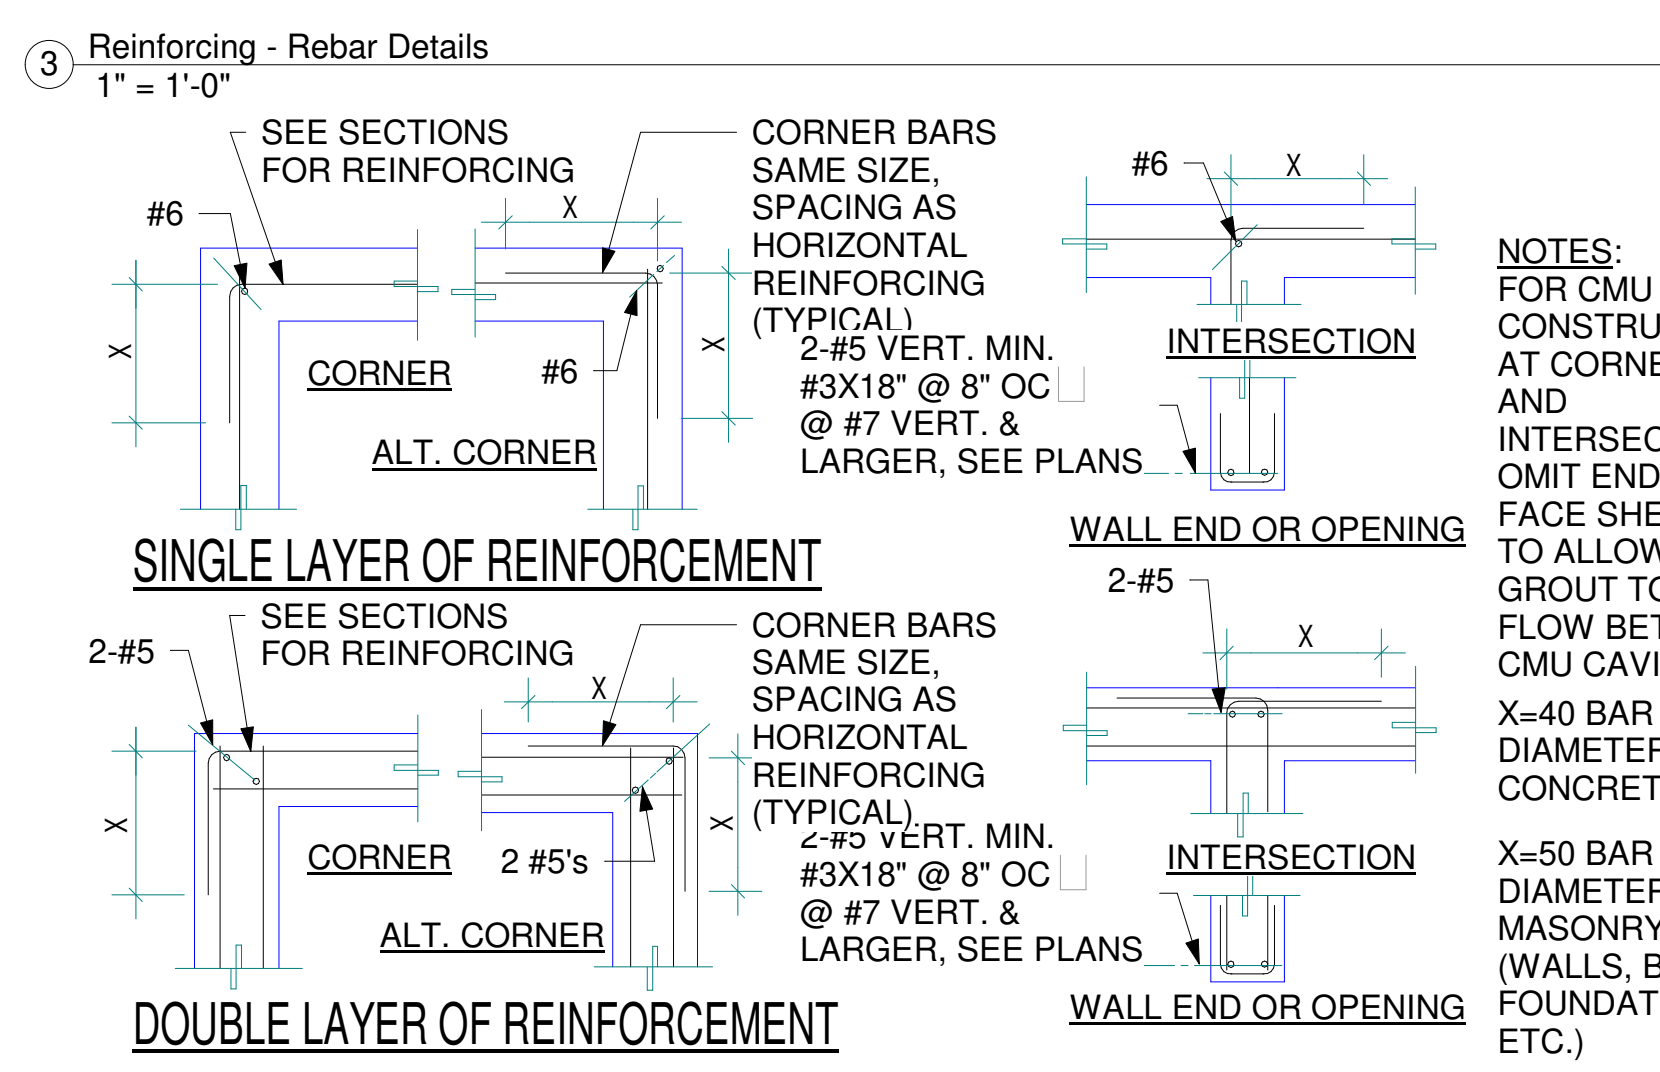 3
Reinforcing - Rebar Details
1" = 1'-0"
SEE SECTIONS
FOR REINFORCING
#6
X
X
CORNER
CORNER BARS
SAME SIZE,
SPACING AS
HORIZONTAL
REINFORCING
(TYPICAL)
X
X
#6
ALT. CORNER
2-#5 VERT. MIN.
#3X18" @ 8" OC
@ #7 VERT. &
LARGER, SEE PLANS
#6
X
INTERSECTION
WALL END OR OPENING
SINGLE LAYER OF REINFORCEMENT
SEE SECTIONS
FOR REINFORCING
2-#5
X
X
CORNER
CORNER BARS
SAME SIZE,
SPACING AS
HORIZONTAL
REINFORCING
(TYPICAL)
X
2 #5's
ALT. CORNER
2-#5 VERT. MIN.
#3X18" @ 8" OC
@ #7 VERT. &
LARGER, SEE PLANS
2-#5
X
INTERSECTION
WALL END OR OPENING
DOUBLE LAYER OF REINFORCEMENT
NOTES:
FOR CMU
CONSTRU
AT CORNE
AND
INTERSEC
OMIT END
FACE SHE
TO ALLOW
GROUT TO
FLOW BET
CMU CAVI
X=40 BAR
DIAMETER
CONCRET
X=50 BAR
DIAMETER
MASONRY
(WALLS, B
FOUNDAT
ETC.)